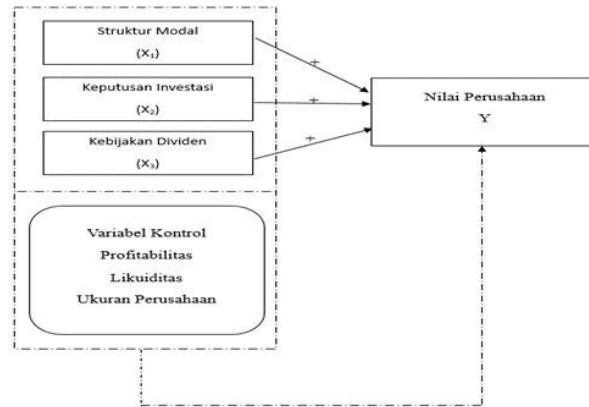 Struktur Modal
(X₁)
+
Keputusan Investasi
(X₂)
+
Kebijakan Dividen
(X₃)
+
Nilai Perusahaan
Y
Variabel Kontrol
Profitabilitas
Likuiditas
Ukuran Perusahaan